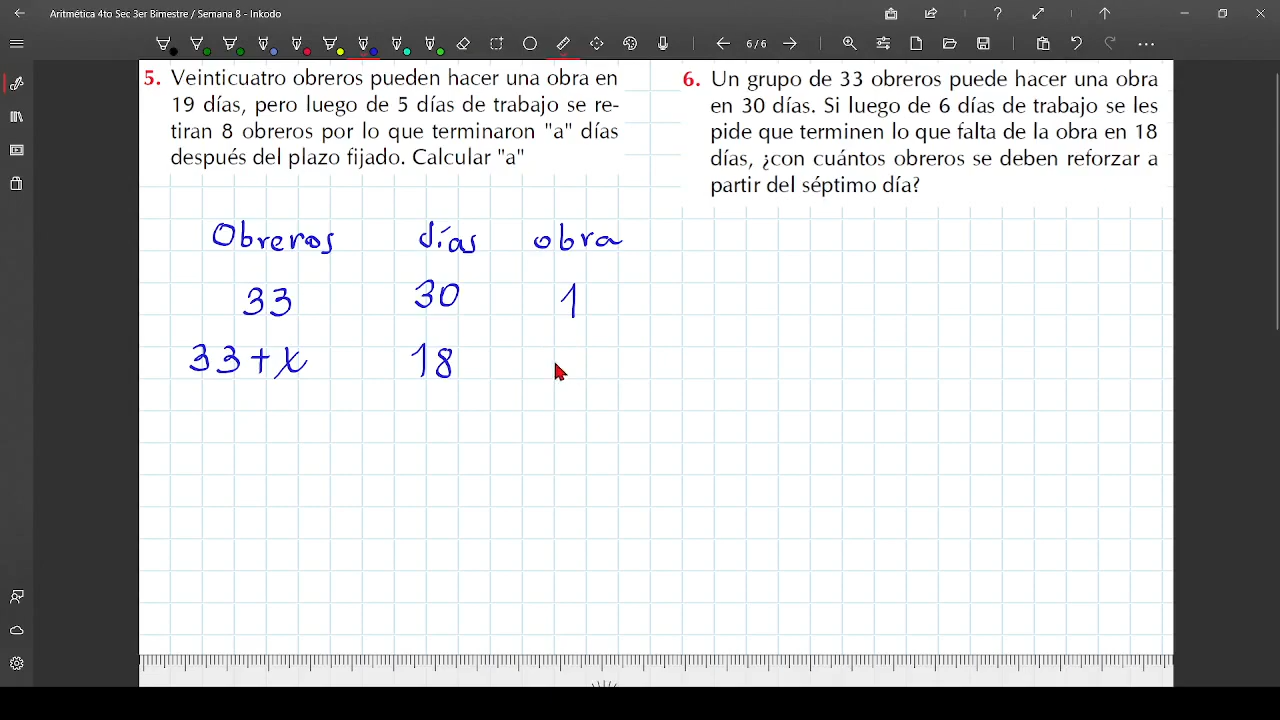 Aritmética 4to Sec 3er Bimestre / Semana 8 - Inkodo
6/6
5. Veinticuatro obreros pueden hacer una obra en
19 días, pero luego de 5 días de trabajo se re-
tiran 8 obreros por lo que terminaron "a" días
después del plazo fijado. Calcular "a"
6. Un grupo de 33 obreros puede hacer una obra
en 30 días. Si luego de 6 días de trabajo se les
pide que terminen lo que falta de la obra en 18
días, ¿con cuántos obreros se deben reforzar a
partir del séptimo día?
Obreros días obra
33 30 1
33+x 18